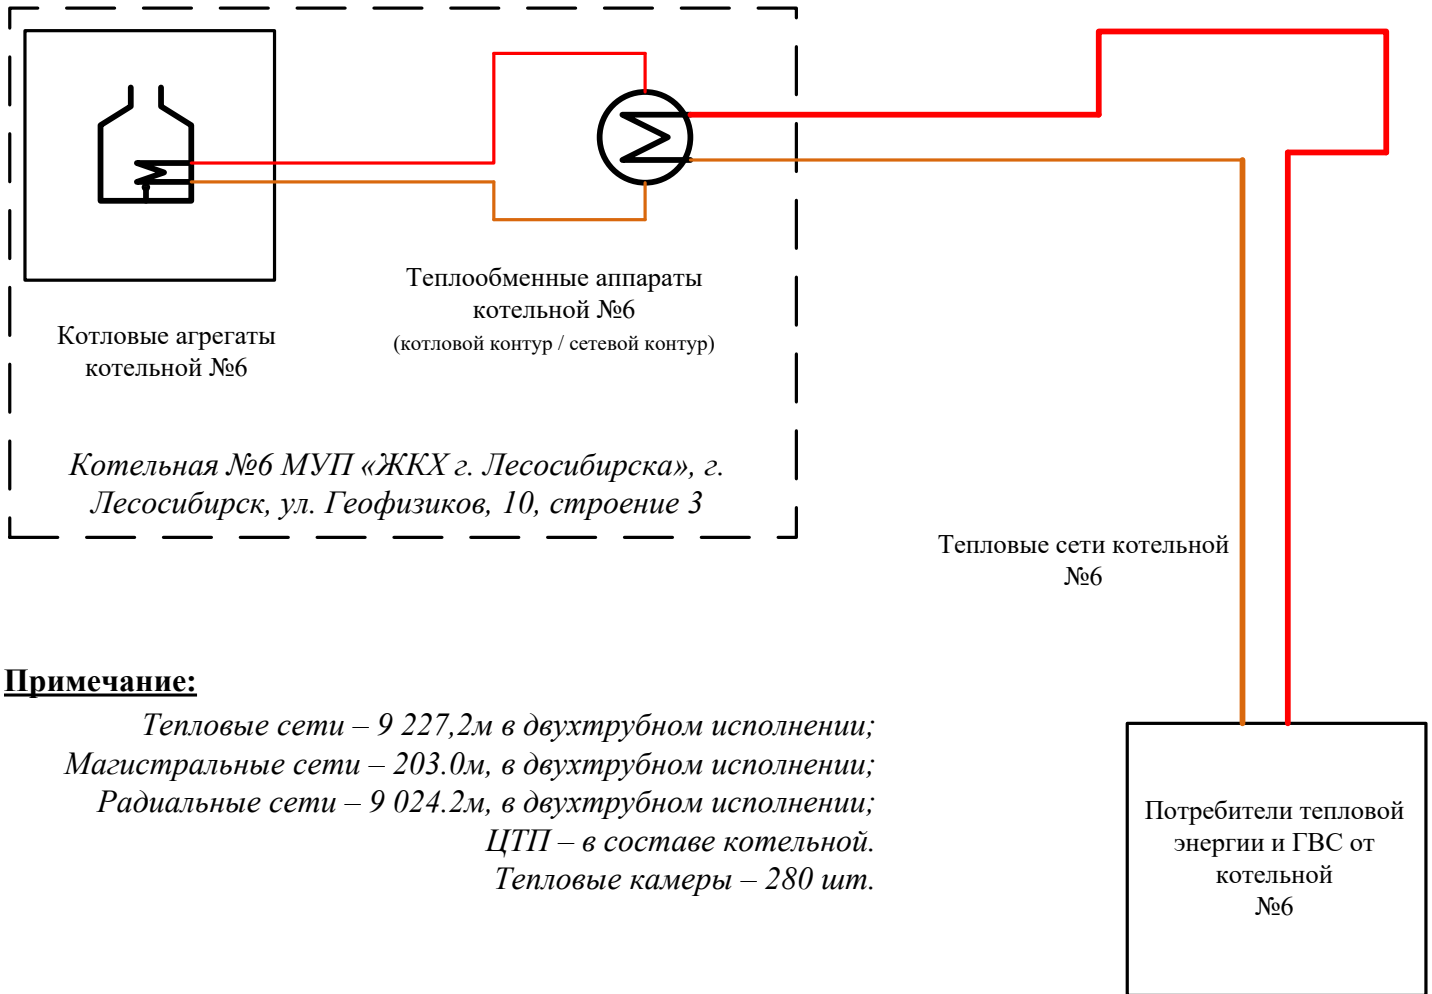 Теплообменные аппараты
котельной №6
(котловой контур / сетевой контур)
Котловые агрегаты
котельной №6
Котельная №6 МУП «ЖКХ г. Лесосибирска», г.
Лесосибирск, ул. Геофизиков, 10, строение 3
Тепловые сети котельной
№6
Примечание:
Тепловые сети – 9 227,2м в двухтрубном исполнении;
Магистральные сети – 203.0м, в двухтрубном исполнении;
Радиальные сети – 9 024.2м, в двухтрубном исполнении;
ЦТП – в составе котельной.
Тепловые камеры – 280 шт.
Потребители тепловой
энергии и ГВС от
котельной
№6